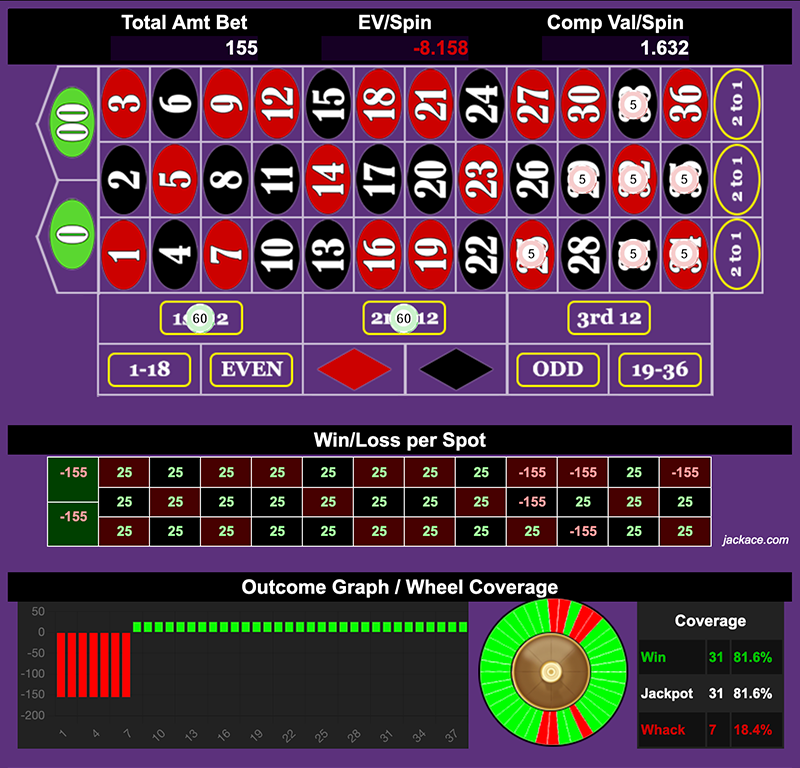 Total Amt Bet EV/Spin Comp Val/Spin
155 -8.158 1.632
00 3 6 9 12 15 18 21 24 27 30 5 36 2 to 1
2 5 8 11 14 17 20 23 26 5 5 5 2 to 1
0 1 4 7 10 13 16 19 22 5 28 5 5 2 to 1
60 12 60 12 3rd 12
1-18 EVEN ODD 19-36
Win/Loss per Spot
-155 25 25 25 25 25 25 25 25 -155 -155 25 -155
25 25 25 25 25 25 25 25 -155 25 25 25
-155 25 25 25 25 25 25 25 25 25 -155 25 25
jackace.com
Outcome Graph / Wheel Coverage
50
0
-50
-100
-150
-200
1 4 7 10 13 16 19 22 25 28 31 34 37
Coverage
Win 31 81.6%
Jackpot 31 81.6%
Whack 7 18.4%